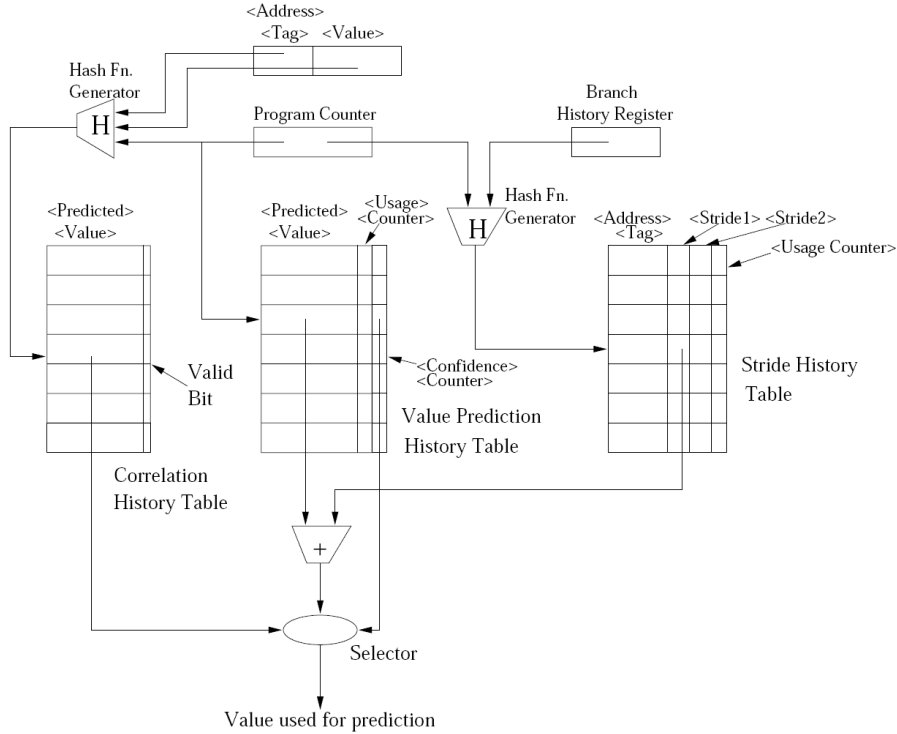 <Address>
<Tag> <Value>
Hash Fn.
Generator
H
Program Counter
Branch
History Register
Hash Fn.
Generator
H
<Predicted>
<Value>
<Predicted>
<Value>
<Usage>
<Counter>
<Address>
<Tag>
<Stride1> <Stride2>
<Usage Counter>
Valid
Bit
<Confidence>
<Counter>
Stride History
Table
Value Prediction
History Table
Correlation
History Table
+
Selector
Value used for prediction